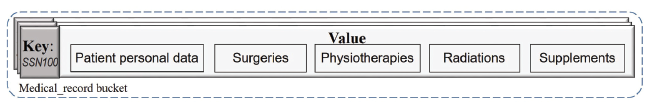 Value
Key:
SSN100
Patient personal data
Surgeries
Physiotherapies
Radiations
Supplements
Medical_record bucket